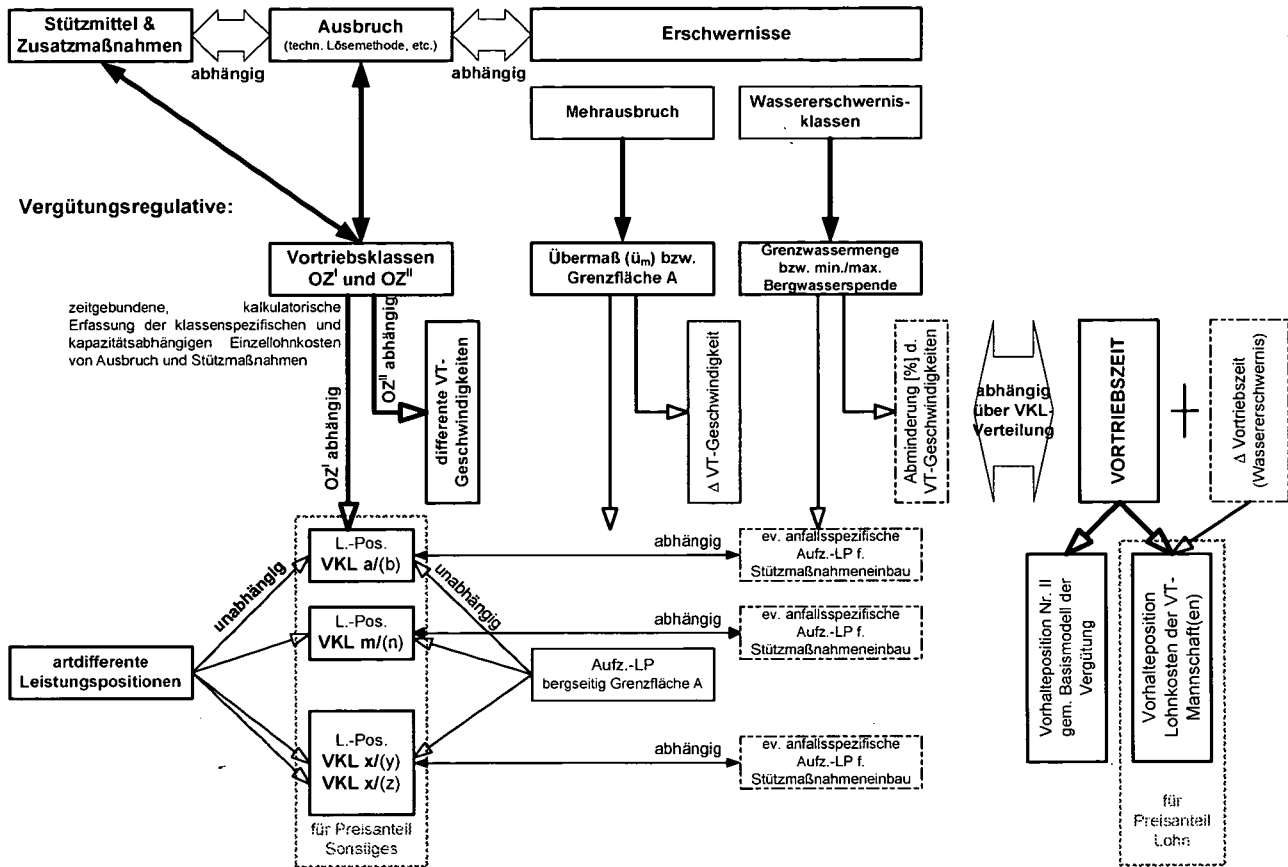 Stützmittel &
Zusatzmaßnahmen
abhängig
Ausbruch
(techn. Lösemethode, etc.)
abhängig
Erschwernisse
Mehrausbruch
Wassererschwernis-
klassen
Vergütungsregulative:
Vortriebsklassen
OZ^I und OZ^II
Übermaß (ü_m) bzw.
Grenzfläche A
Grenzwassermenge
bzw. min./max.
Bergwasserspende
zeitgebundene, kalkulatorische
Erfassung der klassenspezifischen und
kapazitätsabhängigen Einzellohnkosten
von Ausbruch und Stützmaßnahmen
OZ^I abhängig
OZ^II abhängig
differente VT-
Geschwindigkeiten
Δ VT-Geschwindigkeit
Abminderung [%] d.
VT-Geschwindigkeiten
abhängig
über VKL-
Verteilung
VORTRIEBSZEIT
+
Δ Vortriebszeit
(Wassererschwernis)
L.-Pos.
VKL a/(b)
abhängig
ev. anfallsspezifische
Aufz.-LP f.
Stützmaßnahmeneinbau
unabhängig
unabhängig
L.-Pos.
VKL m/(n)
abhängig
ev. anfallsspezifische
Aufz.-LP f.
Stützmaßnahmeneinbau
artdifferente
Leistungspositionen
Aufz.-LP
bergseitig Grenzfläche A
L.-Pos.
VKL x/(y)
VKL x/(z)
abhängig
ev. anfallsspezifische
Aufz.-LP f.
Stützmaßnahmeneinbau
für Preisanteil
Sonstiges
Vorhalteposition Nr. II
gem. Basismodell der
Vergütung
Vorhalteposition
Lohnkosten der VT-
Mannschaft(en)
für
Preisanteil
Lohn